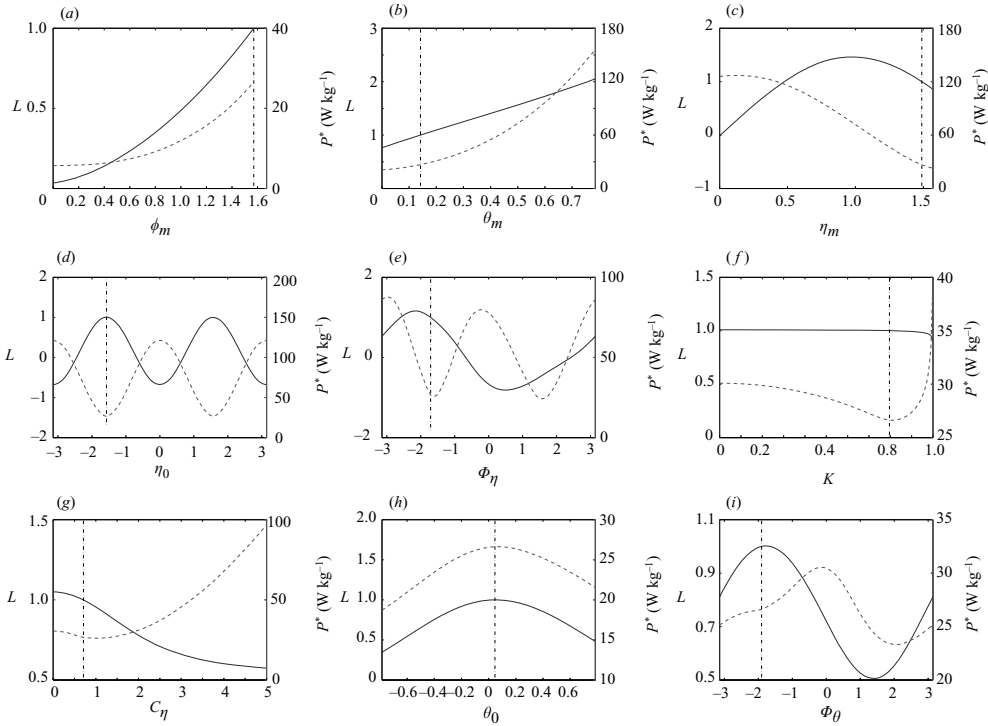 (a)
1.0
0.5
L
0
0.2 0.4 0.6 0.8 1.0 1.2 1.4 1.6
ϕm
40
20
0
P* (W kg–1)
(b)
3
2
1
L
0
0.1 0.2 0.3 0.4 0.5 0.6 0.7
θm
180
120
60
0
P* (W kg–1)
(c)
2
1
0
–1
L
0 0.5 1.0 1.5
ηm
180
120
60
0
P* (W kg–1)
(d)
2
1
0
–1
–2
L
–3 –2 –1 0 1 2 3
η0
200
150
100
50
0
P* (W kg–1)
(e)
2
0
–2
L
–3 –2 –1 0 1 2 3
Φη
100
50
0
P* (W kg–1)
(f)
1.5
1.0
0.5
0
L
0 0.2 0.4 0.6 0.8 1.0
K
40
35
30
25
P* (W kg–1)
(g)
1.5
1.0
0.5
L
0 1 2 3 4 5
Cη
100
50
0
P* (W kg–1)
(h)
2.0
1.5
1.0
0.5
0
L
–0.6 –0.4 –0.2 0 0.2 0.4 0.6
θ0
30
25
20
15
10
P* (W kg–1)
(i)
1.1
0.9
0.7
0.5
L
–3 –2 –1 0 1 2 3
Φθ
35
30
25
20
P* (W kg–1)